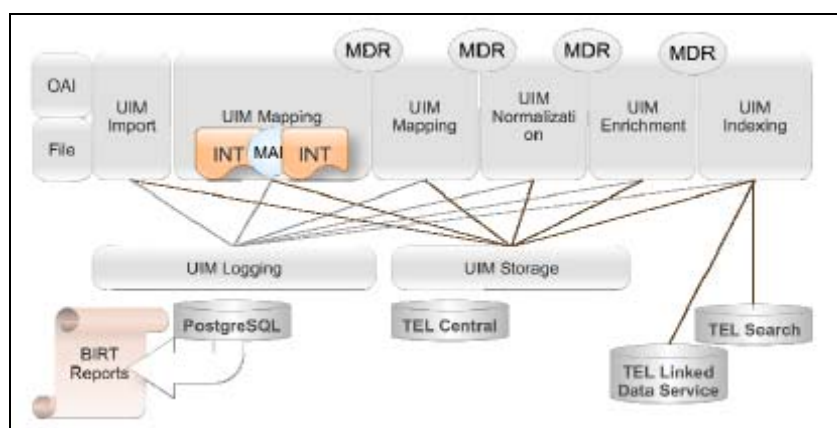 MDR
MDR
MDR
MDR
OAI
File
UIM
Import
UIM Mapping
INT
MA
INT
UIM
Mapping
UIM
Normalizati
on
UIM
Enrichment
UIM
Indexing
UIM Logging
UIM Storage
PostgreSQL
TEL Central
TEL Search
TEL Linked
Data Service
BIRT
Reports